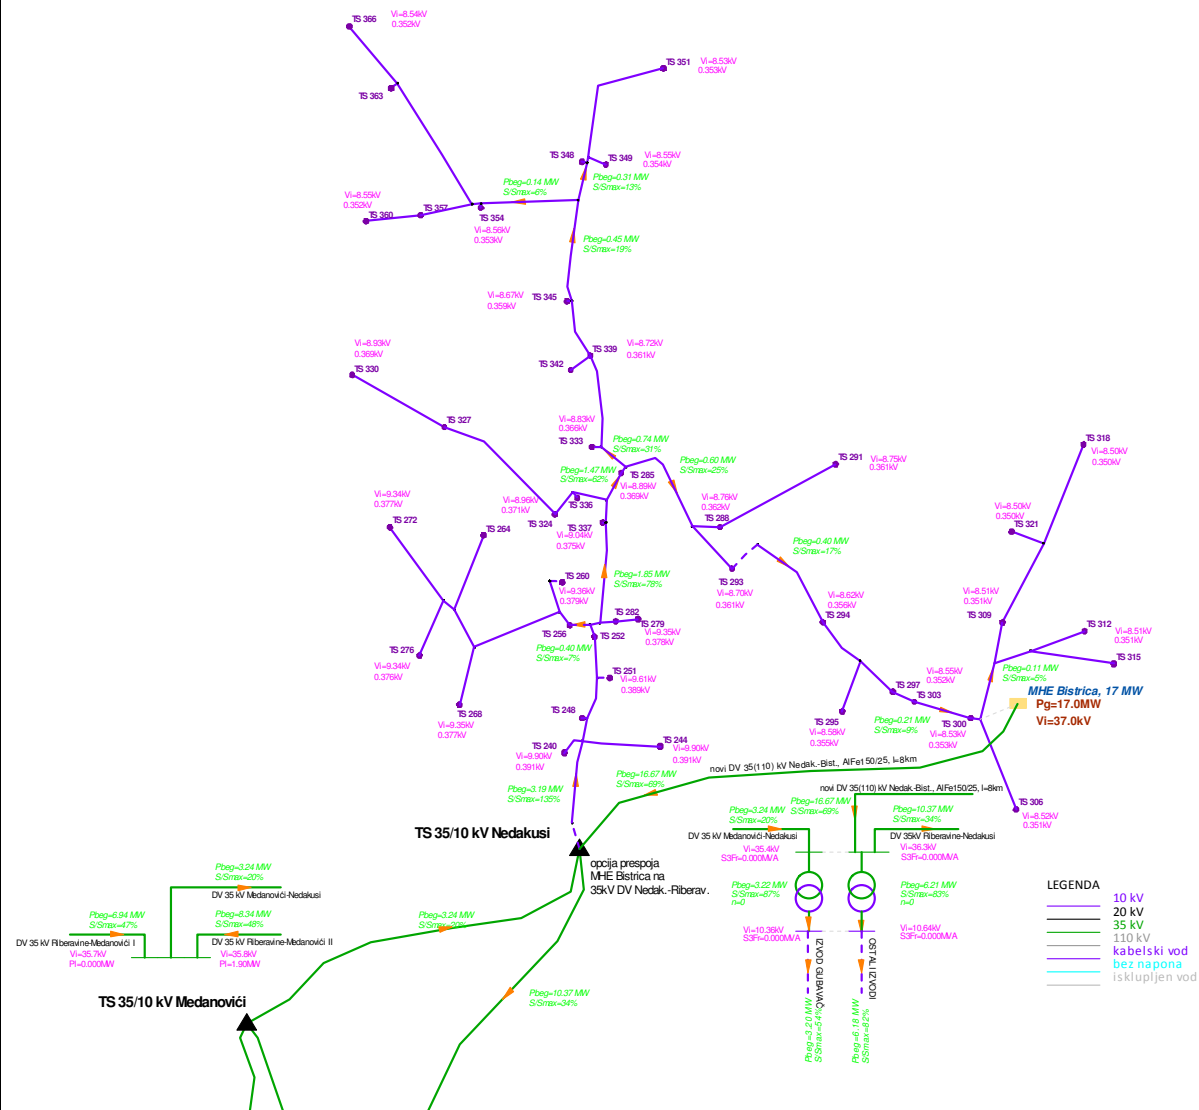 TS 366
Vi=8.54kV
0.352kV
TS 351
Vi=8.53kV
0.353kV
TS 363
TS 348
TS 349
Vi=8.55kV
0.354kV
Pbeg=0.14 MW
S/Smax=6%
Pbeg=0.31 MW
S/Smax=13%
Vi=8.55kV
0.352kV
TS 360
TS 357
TS 354
Vi=8.56kV
0.353kV
Pbeg=0.45 MW
S/Smax=19%
Vi=8.67kV
0.359kV
TS 345
Vi=8.93kV
0.369kV
TS 330
TS 339
Vi=8.72kV
0.361kV
TS 342
TS 327
Vi=8.83kV
0.366kV
TS 333
Pbeg=0.74 MW
S/Smax=31%
Pbeg=0.60 MW
S/Smax=25%
TS 291
Vi=8.75kV
0.361kV
TS 318
Vi=8.50kV
0.350kV
Pbeg=1.47 MW
S/Smax=62%
TS 285
Vi=8.89kV
0.369kV
Vi=9.34kV
0.377kV
TS 272
TS 264
Vi=8.96kV
0.371kV
TS 324
TS 336
TS 337
Vi=9.04kV
0.375kV
Vi=8.76kV
0.362kV
TS 288
Vi=8.50kV
0.350kV
TS 321
Pbeg=0.40 MW
S/Smax=17%
TS 293
Vi=8.70kV
0.361kV
TS 260
Vi=9.36kV
0.379kV
Pbeg=1.85 MW
S/Smax=78%
Vi=8.62kV
0.356kV
TS 294
Vi=8.51kV
0.351kV
TS 309
TS 282
TS 279
Vi=9.35kV
0.378kV
TS 256
TS 252
Pbeg=0.40 MW
S/Smax=7%
TS 312
Vi=8.51kV
0.351kV
TS 315
TS 276
Vi=9.34kV
0.376kV
TS 251
Vi=9.61kV
0.389kV
Vi=8.55kV
0.352kV
TS 297
TS 303
Pbeg=0.11 MW
S/Smax=5%
MHE Bistrica, 17 MW
Pg=17.0MW
Vi=37.0kV
TS 268
Vi=9.35kV
0.377kV
TS 248
TS 295
Vi=8.58kV
0.355kV
Pbeg=0.21 MW
S/Smax=9%
TS 300
Vi=8.53kV
0.353kV
TS 240
Vi=9.90kV
0.391kV
TS 244
Vi=9.90kV
0.391kV
novi DV 35(110) kV Nedak.-Bist., AlFe150/25, l=8km
Pbeg=16.67 MW
S/Smax=69%
Pbeg=3.19 MW
S/Smax=135%
TS 306
Vi=8.52kV
0.351kV
novi DV 35(110) kV Nedak.-Bist., AlFe150/25, l=8km
Pbeg=3.24 MW
S/Smax=20%
Pbeg=16.67 MW
S/Smax=69%
Pbeg=10.37 MW
S/Smax=34%
DV 35 kV Medanovići-Nedakusi
DV 35kV Riberavine-Nedakusi
TS 35/10 kV Nedakusi
opcija prespoja
MHE Bistrica na
35kV DV Nedak.-Riberav.
Vi=35.4kV
S3Fr=0.000MVA
Vi=36.3kV
S3Fr=0.000MVA
Pbeg=3.22 MW
S/Smax=87%
n=0
Pbeg=6.21 MW
S/Smax=83%
n=0
Vi=10.36kV
S3Fr=0.000MVA
Vi=10.64kV
S3Fr=0.000MVA
IZVOD GUBAVAČ
OSTALI IZVODI
Pbeg=3.20 MW
S/Smax=54%
Pbeg=6.18 MW
S/Smax=82%
LEGENDA
10 kV
20 kV
35 kV
110 kV
kabelski vod
bez napona
isklupljen vod
Pbeg=3.24 MW
S/Smax=20%
DV 35 kV Medanovići-Nedakusi
Pbeg=6.94 MW
S/Smax=47%
Pbeg=8.34 MW
S/Smax=48%
DV 35 kV Riberavine-Medanovići I
DV 35 kV Riberavine-Medanovići II
Vi=35.7kV
Pl=0.000MW
Vi=35.8kV
Pl=1.90MW
Pbeg=3.24 MW
S/Smax=20%
Pbeg=10.37 MW
S/Smax=34%
TS 35/10 kV Medanovići